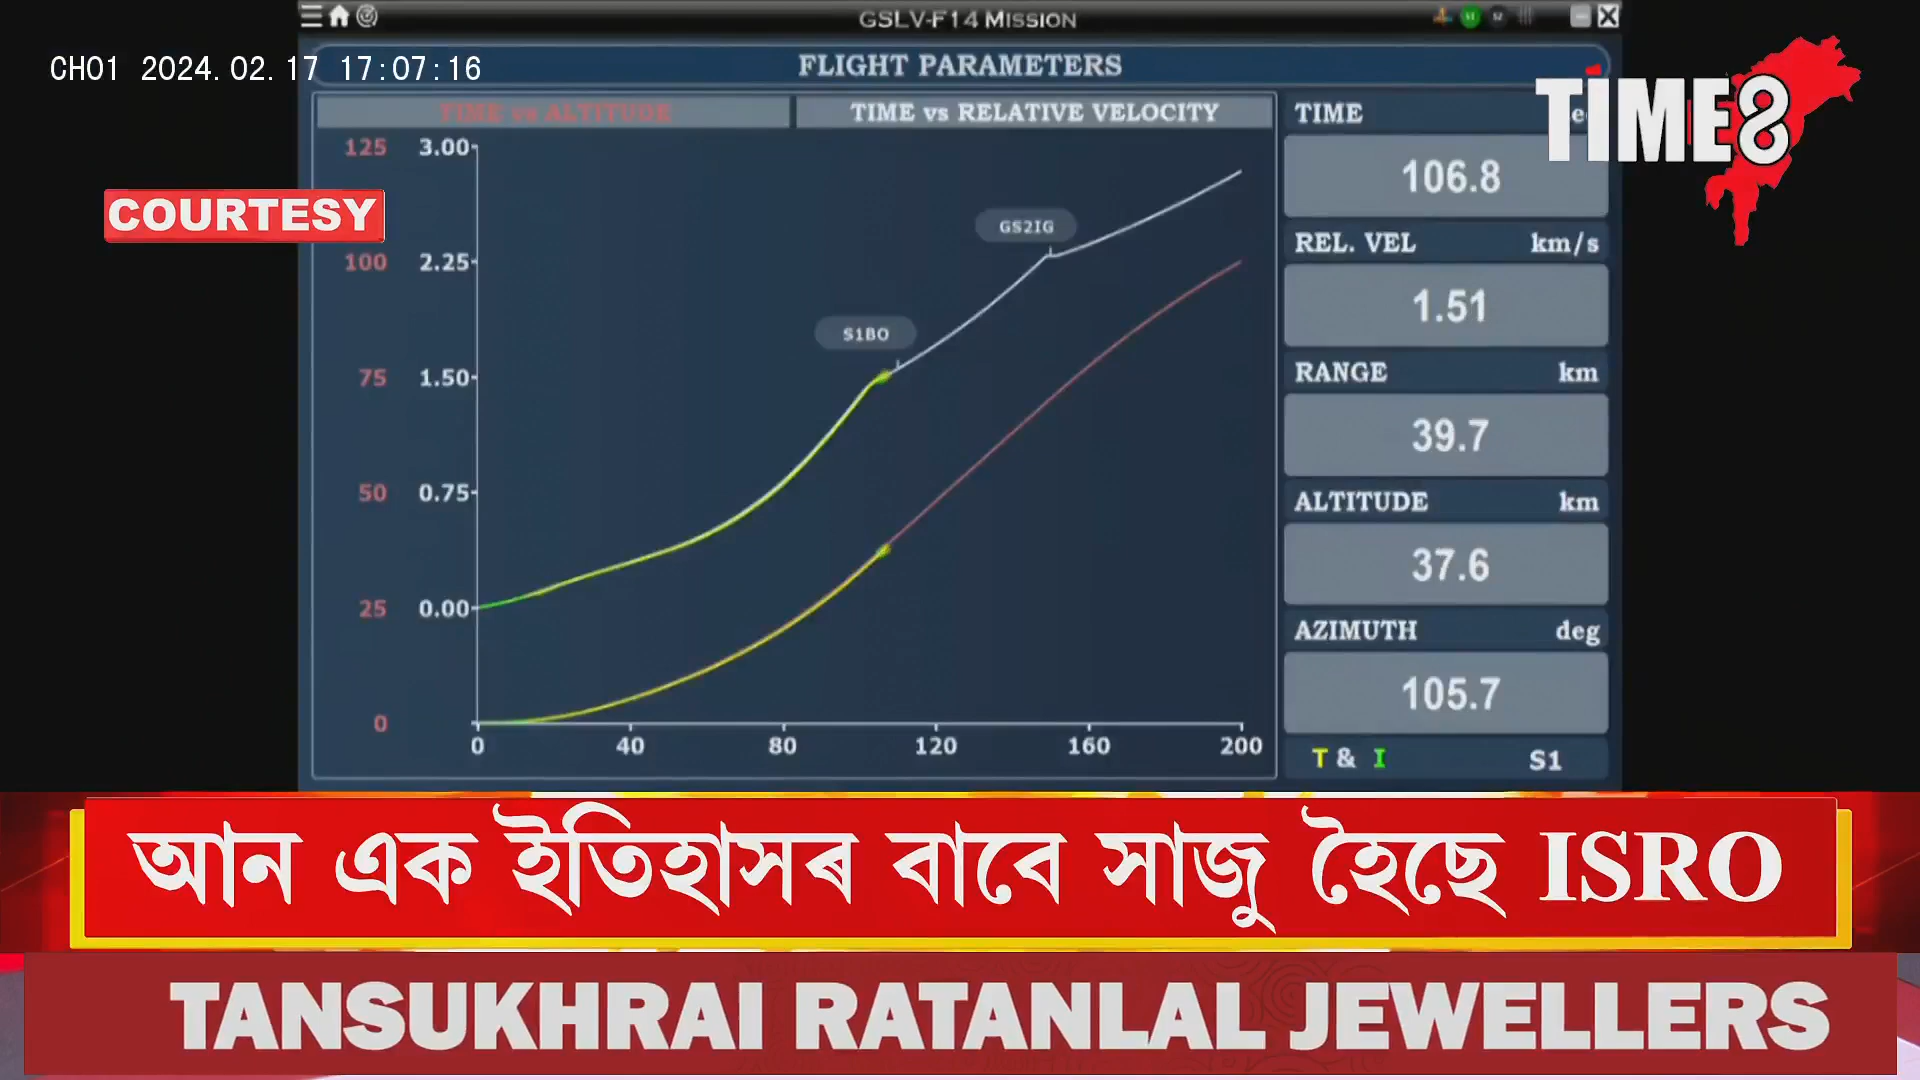 GSLV-F14 MISSION
CH01 2024.02.17 17:07:16
FLIGHT PARAMETERS
TIME8
COURTESY
TIME vs ALTITUDE
TIME vs RELATIVE VELOCITY
125 3.00
100 2.25
75 1.50
50 0.75
25 0.00
0
0 40 80 120 160 200
GS2IG
S1BO
TIME
106.8
REL. VEL km/s
1.51
RANGE km
39.7
ALTITUDE km
37.6
AZIMUTH deg
105.7
T & I S1
আন এক ইতিহাসৰ বাবে সাজু হৈছে ISRO
TANSUKHRAI RATANLAL JEWELLERS